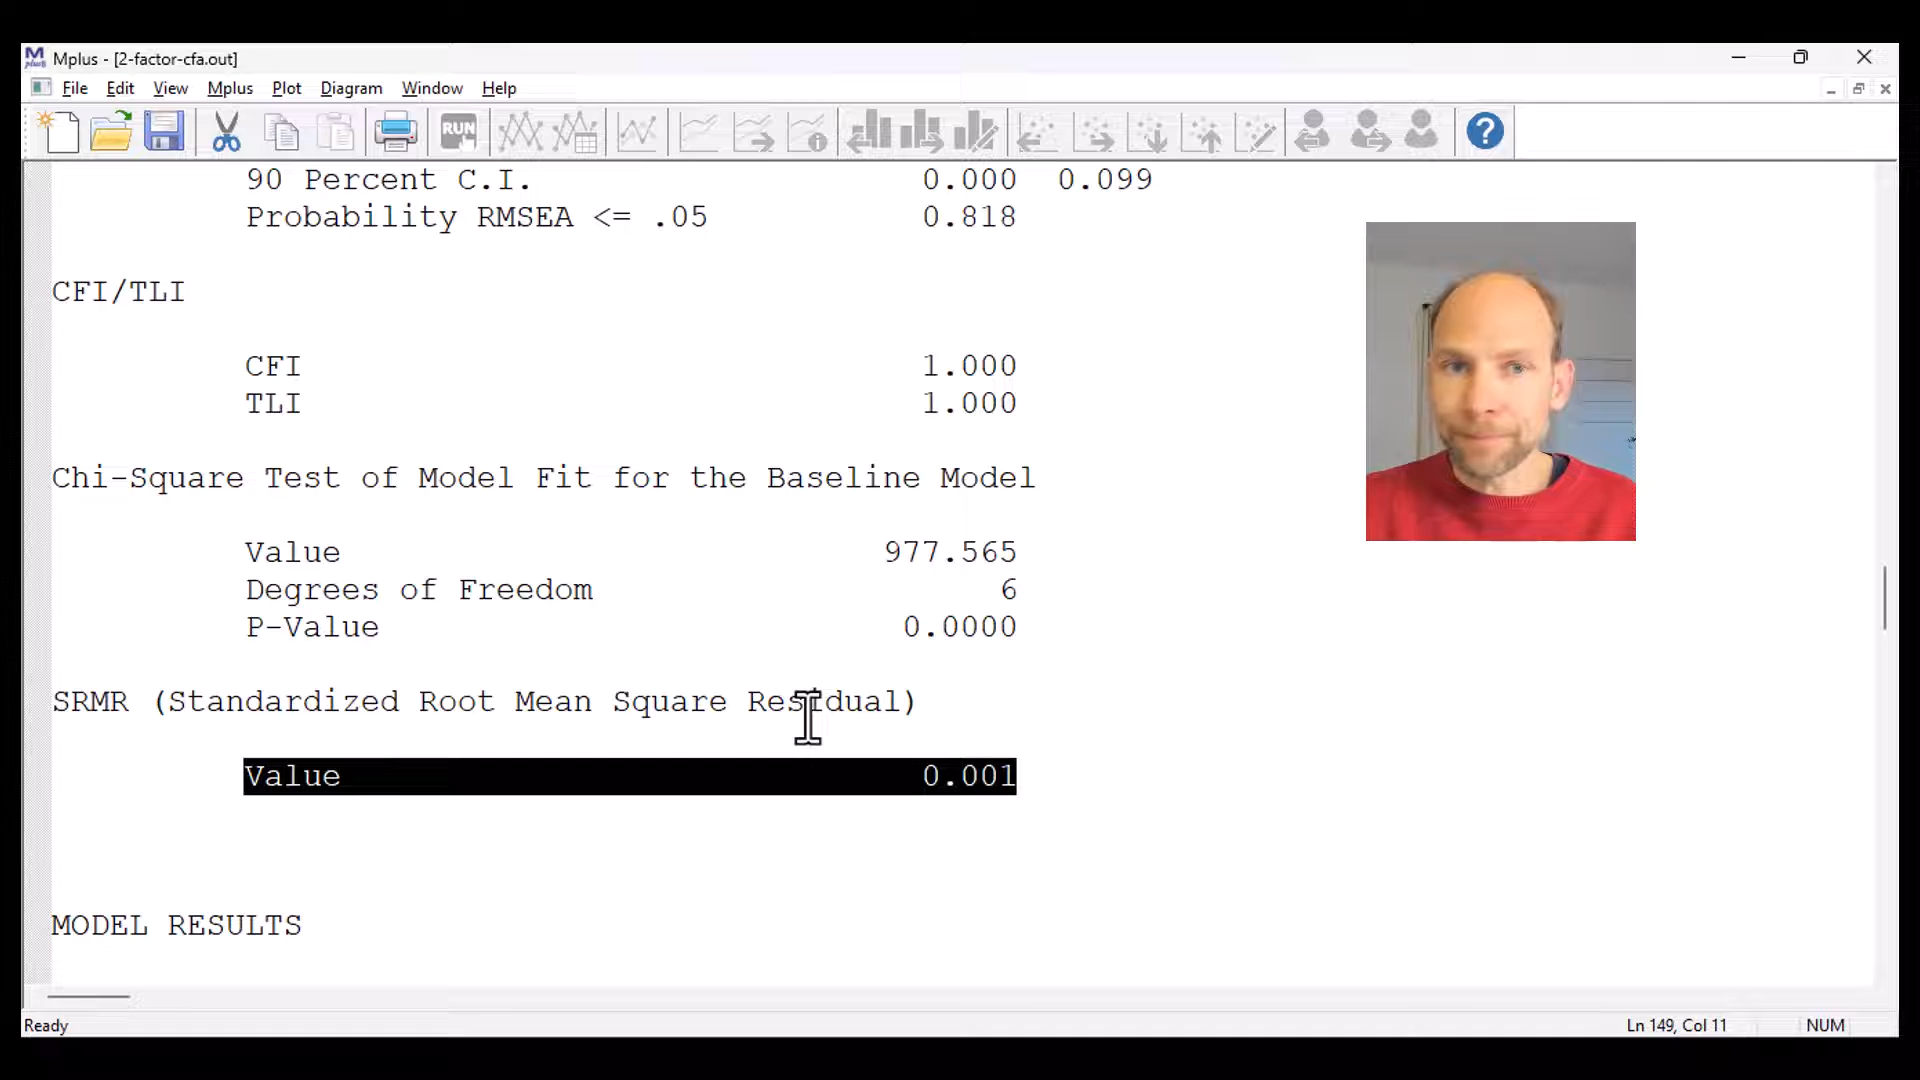 Mplus - [2-factor-cfa.out]
File Edit View Mplus Plot Diagram Window Help
RUN
90 Percent C.I. 0.000 0.099
Probability RMSEA <= .05 0.818
CFI/TLI
CFI 1.000
TLI 1.000
Chi-Square Test of Model Fit for the Baseline Model
Value 977.565
Degrees of Freedom 6
P-Value 0.0000
SRMR (Standardized Root Mean Square Residual)
Value 0.001
MODEL RESULTS
Ready Ln 149, Col 11 NUM